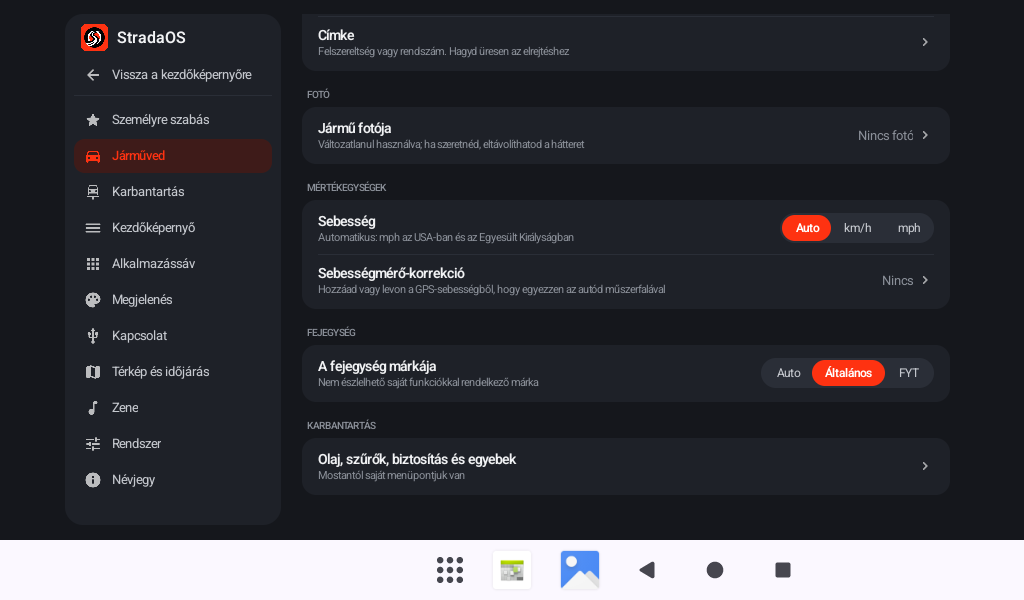 StradaOS
Vissza a kezdőképernyőre
Személyre szabás
Járműved
Karbantartás
Kezdőképernyő
Alkalmazássáv
Megjelenés
Kapcsolat
Térkép és időjárás
Zene
Rendszer
Névjegy
Címke
Felszereltség vagy rendszám. Hagyd üresen az elrejtéshez
FOTÓ
Jármű fotója
Változatlanul használva; ha szeretnéd, eltávolíthatod a hátteret
Nincs fotó
MÉRTÉKEGYSÉGEK
Sebesség
Automatikus: mph az USA-ban és az Egyesült Királyságban
Auto km/h mph
Sebességmérő-korrekció
Hozzáad vagy levon a GPS-sebességből, hogy egyezzen az autód műszerfalával
Nincs
FEJEGYSÉG
A fejegység márkája
Nem észlelhető saját funkciókkal rendelkező márka
Auto Általános FYT
KARBANTARTÁS
Olaj, szűrők, biztosítás és egyebek
Mostantól saját menüpontjuk van